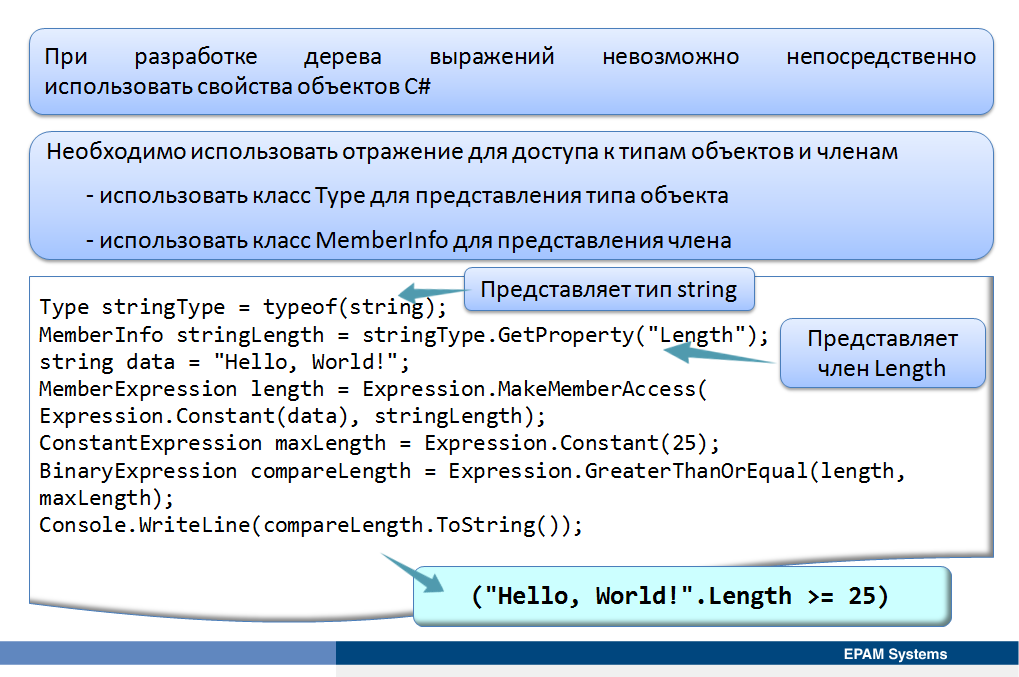 При разработке дерева выражений невозможно непосредственно
использовать свойства объектов C#
Необходимо использовать отражение для доступа к типам объектов и членам
- использовать класс Type для представления типа объекта
- использовать класс MemberInfo для представления члена
Представляет тип string
Type stringType = typeof(string);
MemberInfo stringLength = stringType.GetProperty("Length");
Представляет
член Length
string data = "Hello, World!";
MemberExpression length = Expression.MakeMemberAccess(
Expression.Constant(data), stringLength);
ConstantExpression maxLength = Expression.Constant(25);
BinaryExpression compareLength = Expression.GreaterThanOrEqual(length,
maxLength);
Console.WriteLine(compareLength.ToString());
("Hello, World!".Length >= 25)
EPAM Systems